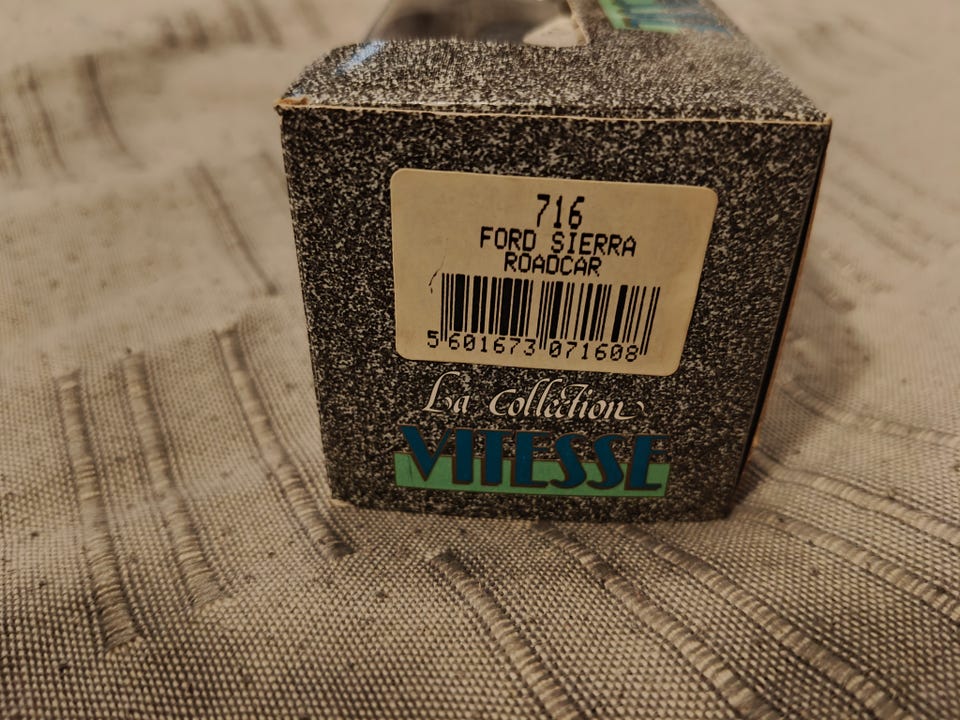 716
FORD SIERRA
ROADCAR
5 601673 071608
La Collection
VITESSE